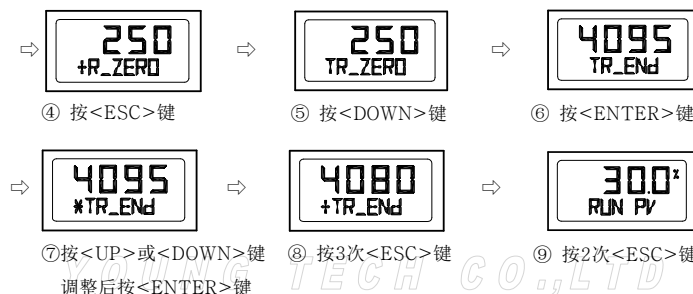 ⇨ 250 ⇨ 250 ⇨ 4095
+R_ZERO TR_ZERO TR_ENd
④ 按<ESC>键 ⑤ 按<DOWN>键 ⑥ 按<ENTER>键
⇨ 4095 ⇨ 4080 ⇨ 30.0%
*TR_ENd +TR_ENd RUN PV
⑦按<UP>或<DOWN>键 ⑧ 按3次<ESC>键 ⑨ 按2次<ESC>键
调整后按<ENTER>键
YOUNG TECH CO.,LTD